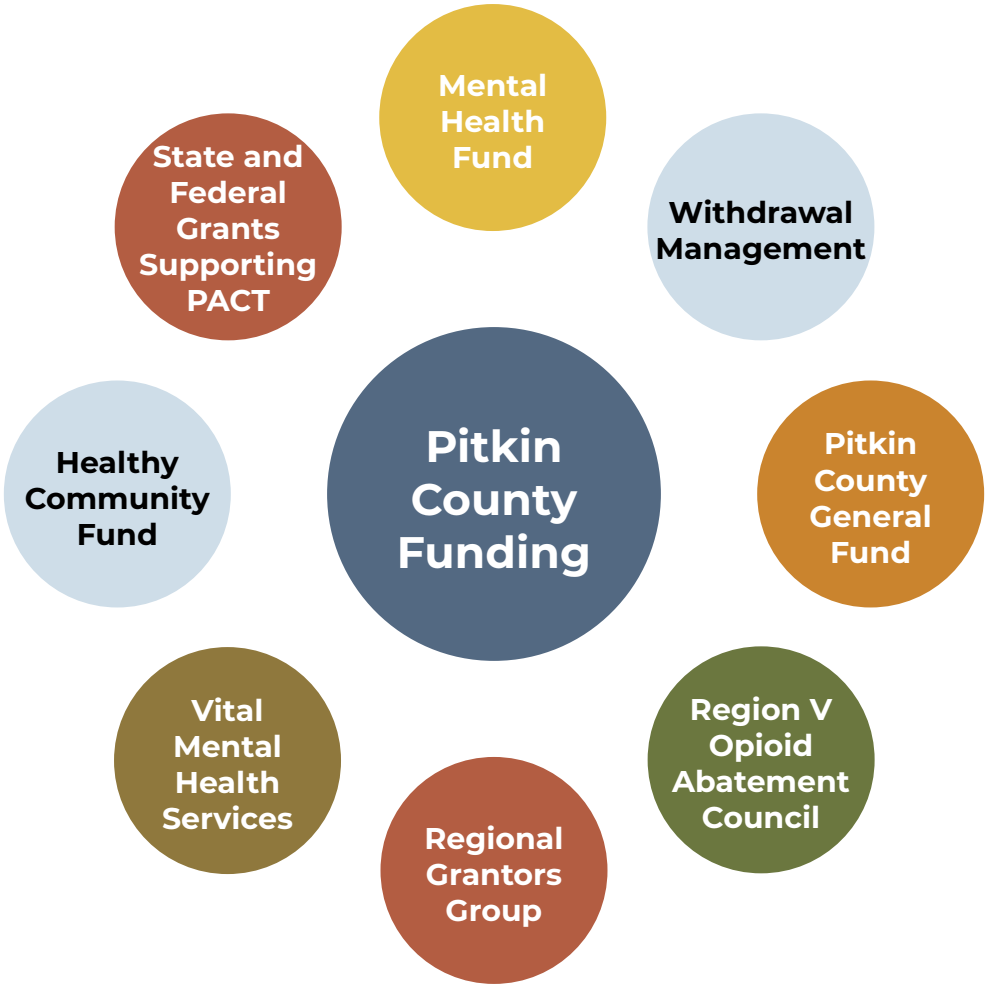 Mental
Health
Fund
Withdrawal
Management
Pitkin
County
General
Fund
Region V
Opioid
Abatement
Council
Regional
Grantors
Group
Vital
Mental
Health
Services
Healthy
Community
Fund
State and
Federal
Grants
Supporting
PACT
Pitkin
County
Funding